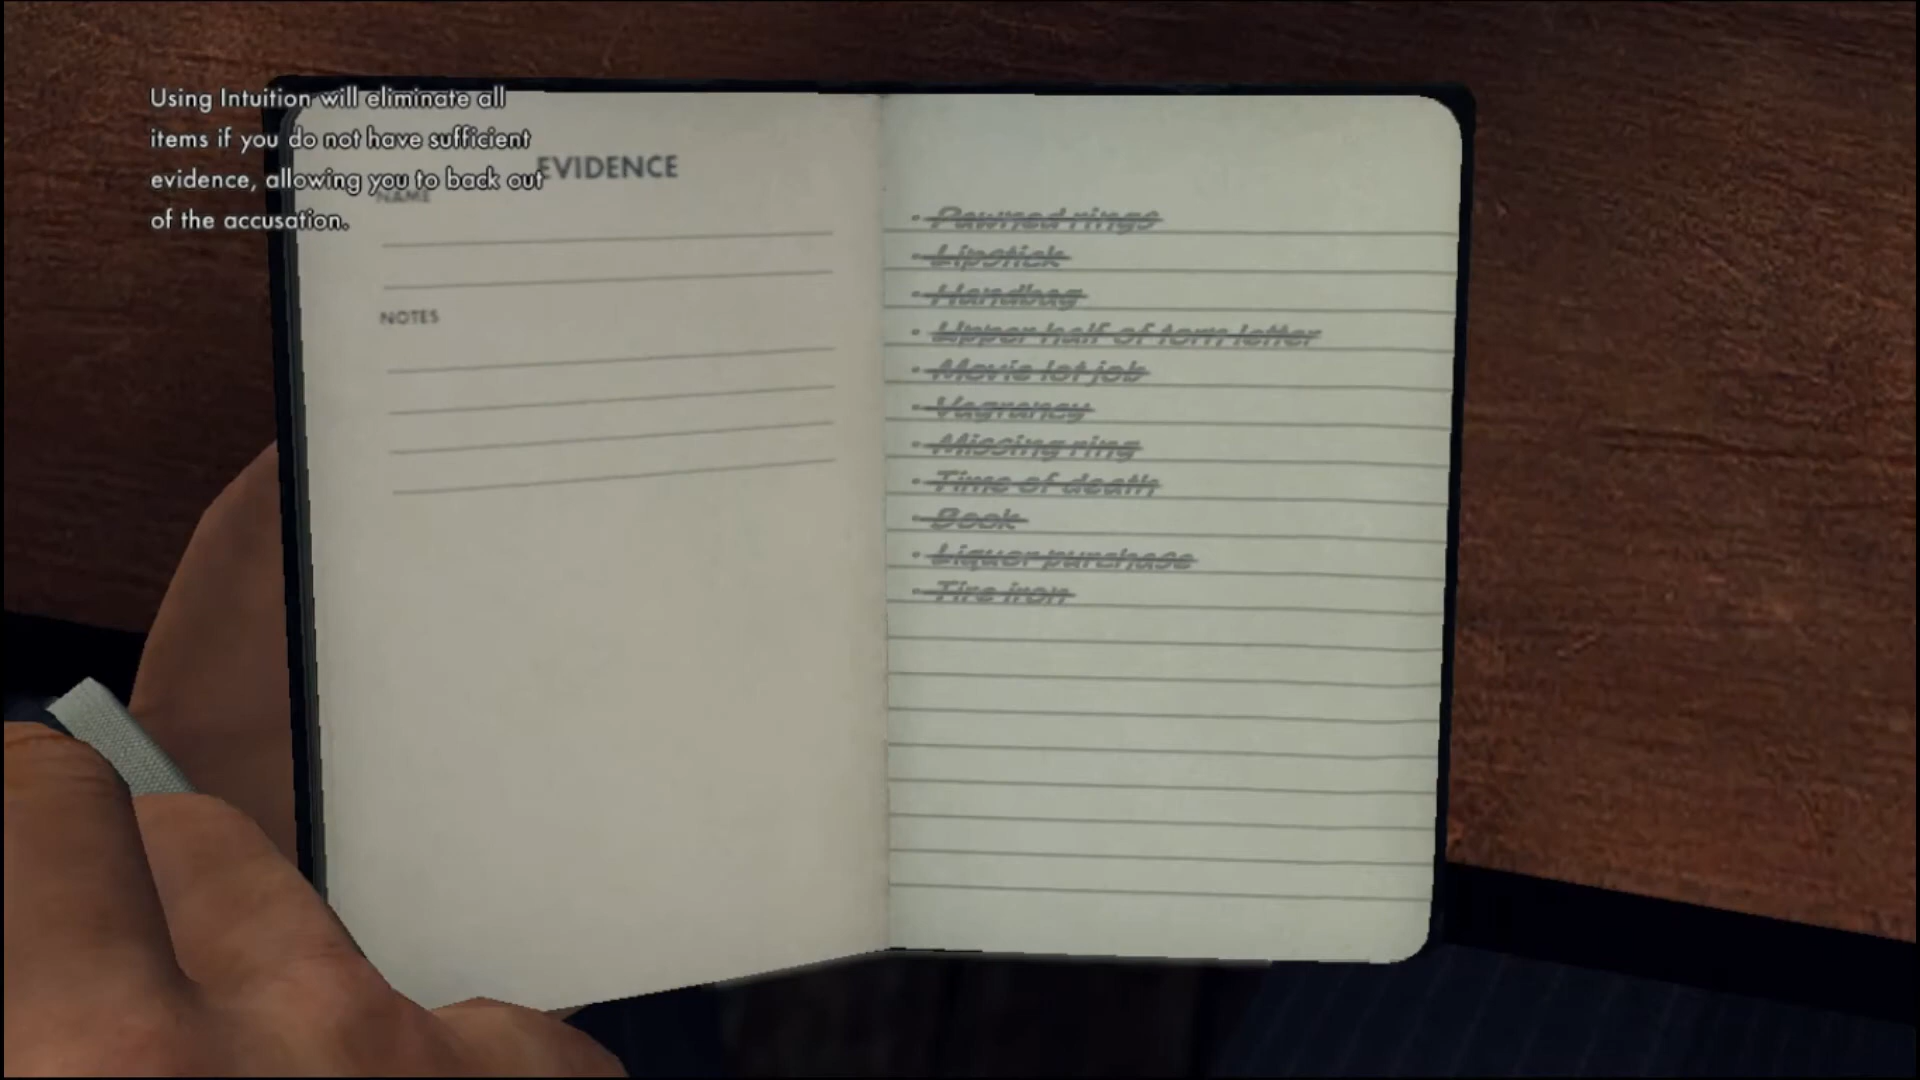 Using Intuition will eliminate all
items if you do not have sufficient
evidence, allowing you to back out
of the accusation.
EVIDENCE
NAME
NOTES
- Pawned rings
- Lipstick
- Handbag
- Upper half of torn letter
- Movie lot job
- Vagrancy
- Missing ring
- Time of death
- Book
- Liquor purchase
- Tire iron